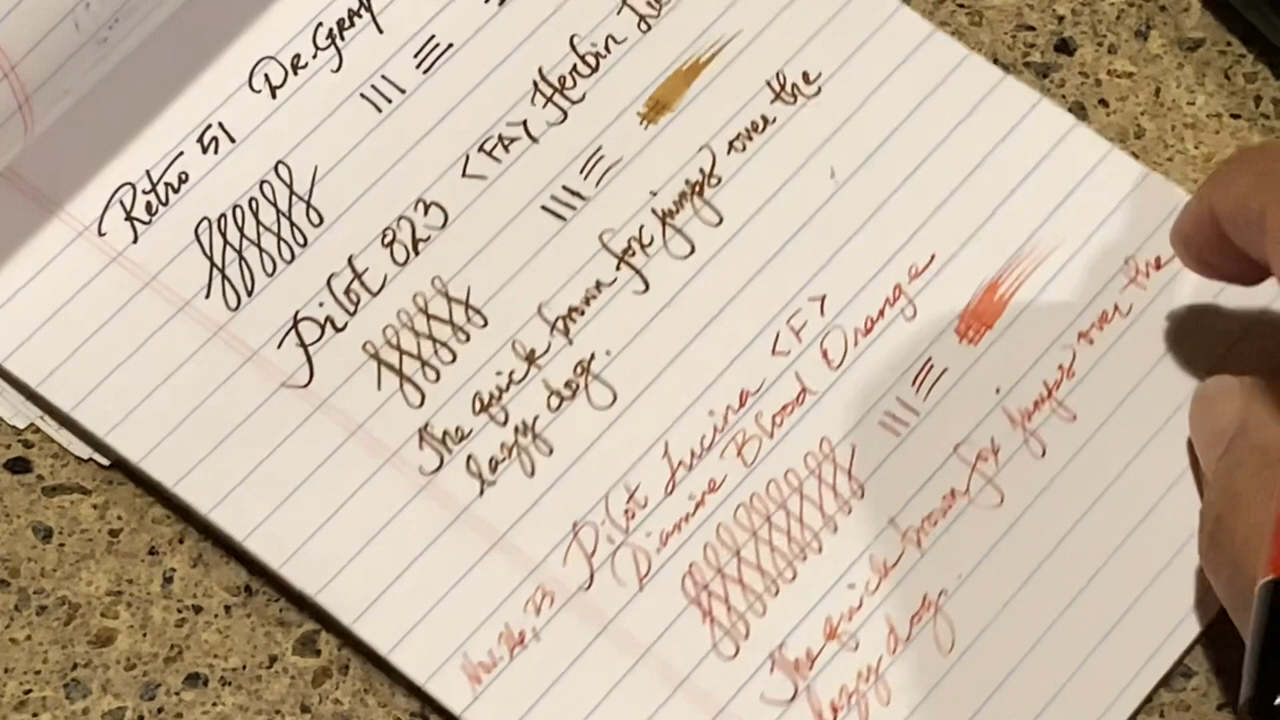 Retro 51 DR. GRAY
Pilot 823 <FA> Herbin
The quick brown fox jumps over the
lazy dog.
Pilot Lucina <F>
Diamine Blood Orange
The quick brown fox jumps over the
lazy dog.